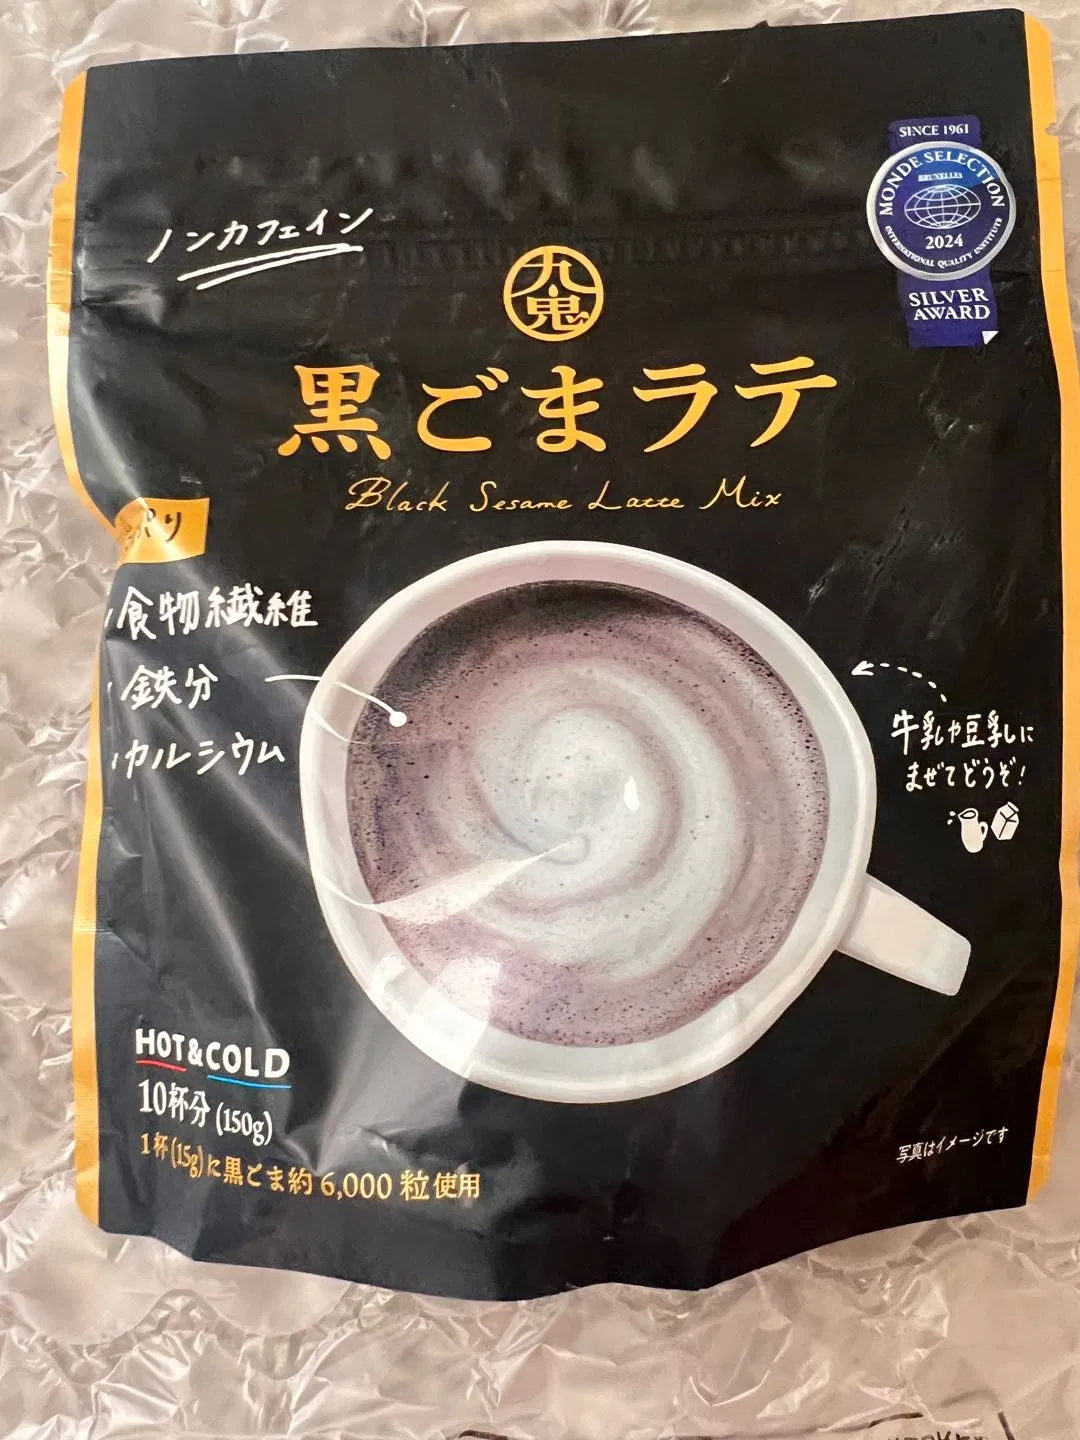 SINCE 1961
MONDE SELECTION
BRUXELLES
2024
INTERNATIONAL QUALITY INSTITUTE
SILVER
AWARD
ノンカフェイン
九鬼
黒ごまラテ
Black Sesame Latte Mix
食物繊維
鉄分
カルシウム
牛乳や豆乳に
まぜてどうぞ!
HOT&COLD
10杯分(150g)
1杯(15g)に黒ごま約6,000粒使用
写真はイメージです